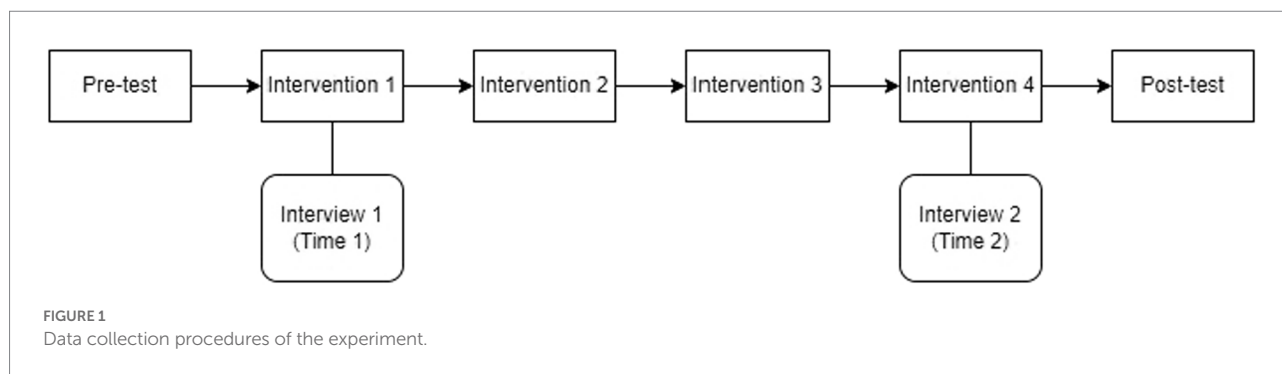 Pre-test
Intervention 1
Intervention 2
Intervention 3
Intervention 4
Post-test
Interview 1
(Time 1)
Interview 2
(Time 2)
FIGURE 1
Data collection procedures of the experiment.